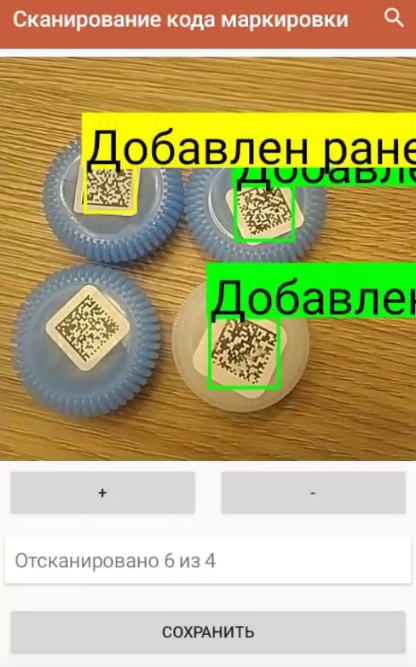 Сканирование кода маркировки
Добавлен ране
Добавле
Добавлен
+ -
Отсканировано 6 из 4
СОХРАНИТЬ